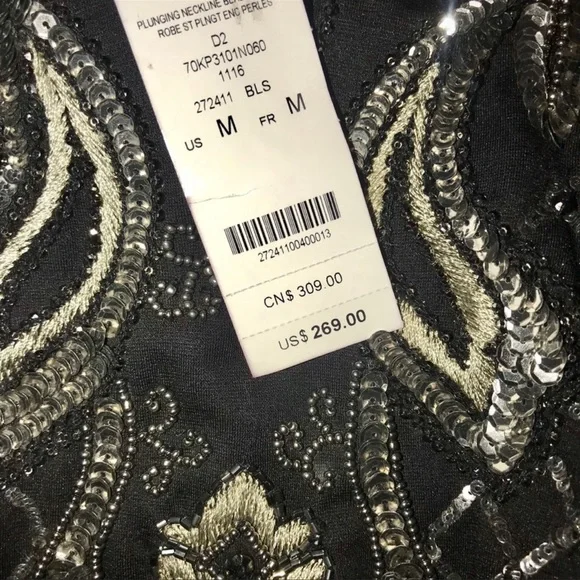 PLUNGING NECKLINE
ROBE ST PLNGT ENG PERLES
D2
70KP3101N060
1116
272411 BLS
US M FR M
27241100400013
CN$ 309.00
US$ 269.00